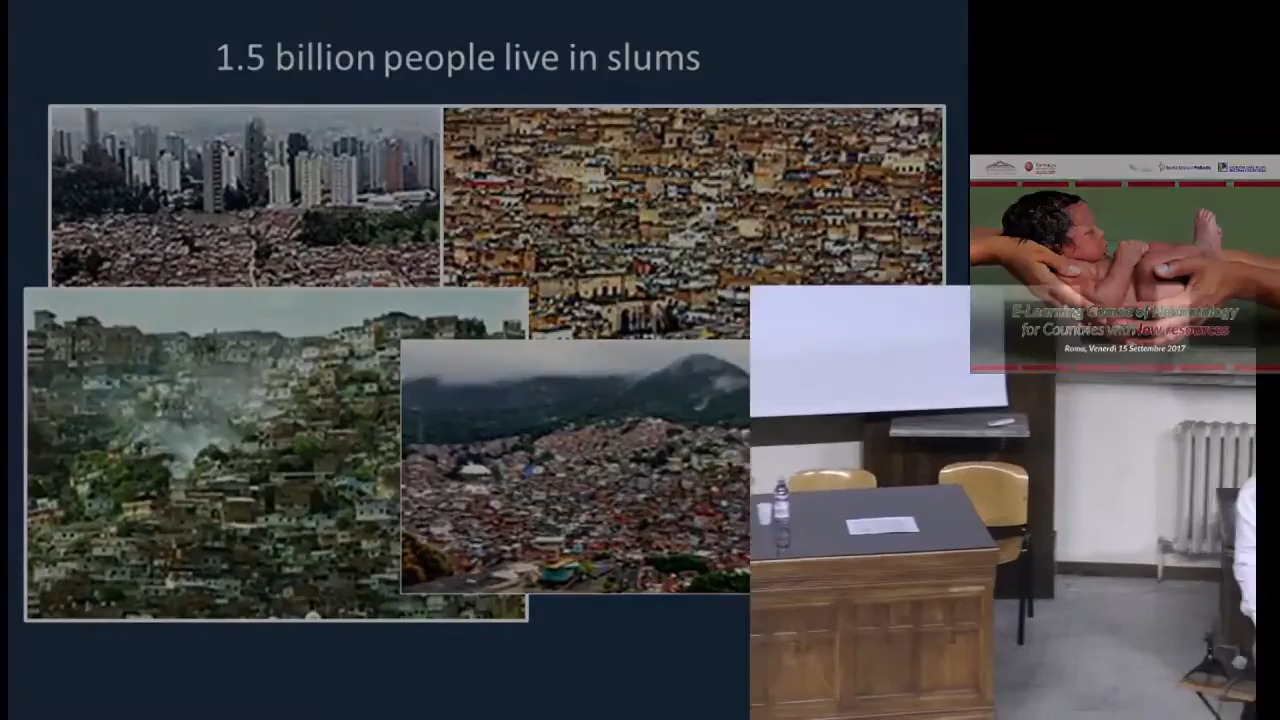 1.5 billion people live in slums
E-Learning Course of Neonatology
for Countries with low resources
Roma, Venerdì 15 Settembre 2017